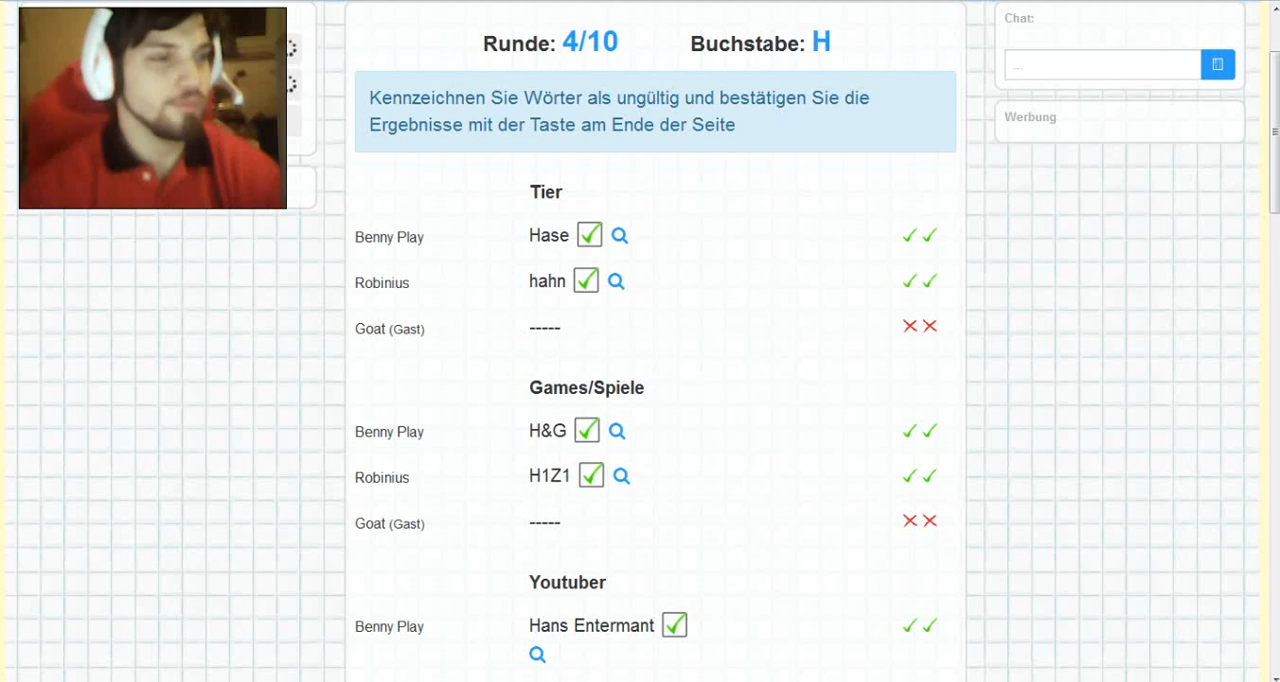 Runde: 4/10 Buchstabe: H
Kennzeichnen Sie Wörter als ungültig und bestätigen Sie die
Ergebnisse mit der Taste am Ende der Seite
Tier
Benny Play Hase
Robinius hahn
Goat (Gast) -----
Games/Spiele
Benny Play H&G
Robinius H1Z1
Goat (Gast) -----
Youtuber
Benny Play Hans Entermant
Chat:
...
Werbung